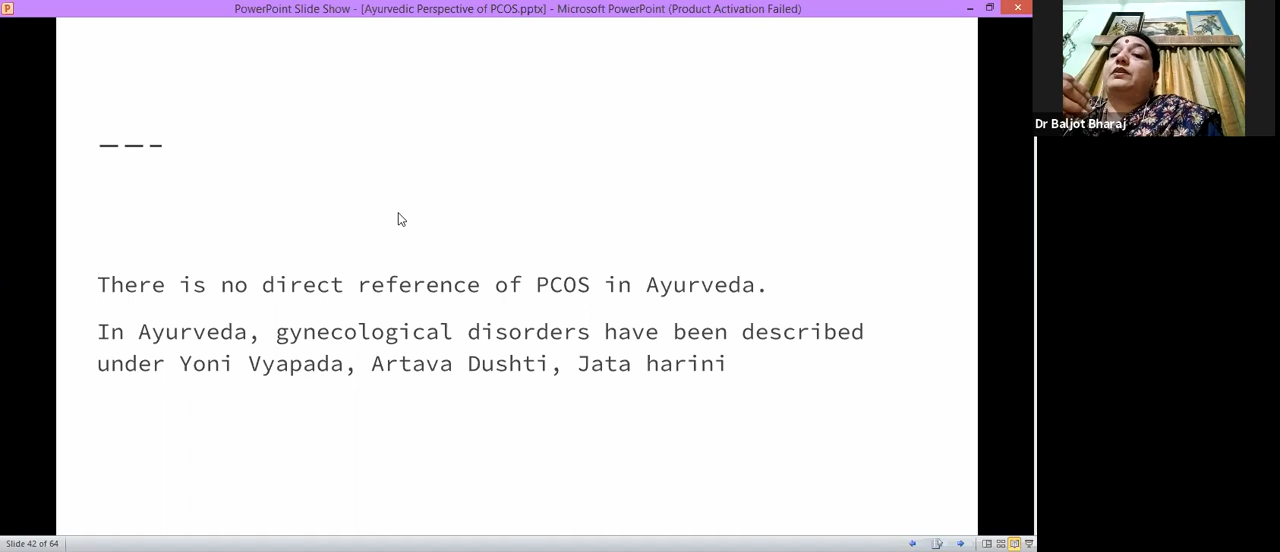 PowerPoint Slide Show - [Ayurvedic Perspective of PCOS.pptx] - Microsoft PowerPoint (Product Activation Failed)
Dr Baljot Bharaj
There is no direct reference of PCOS in Ayurveda.
In Ayurveda, gynecological disorders have been described
under Yoni Vyapada, Artava Dushti, Jata harini
Slide 42 of 64